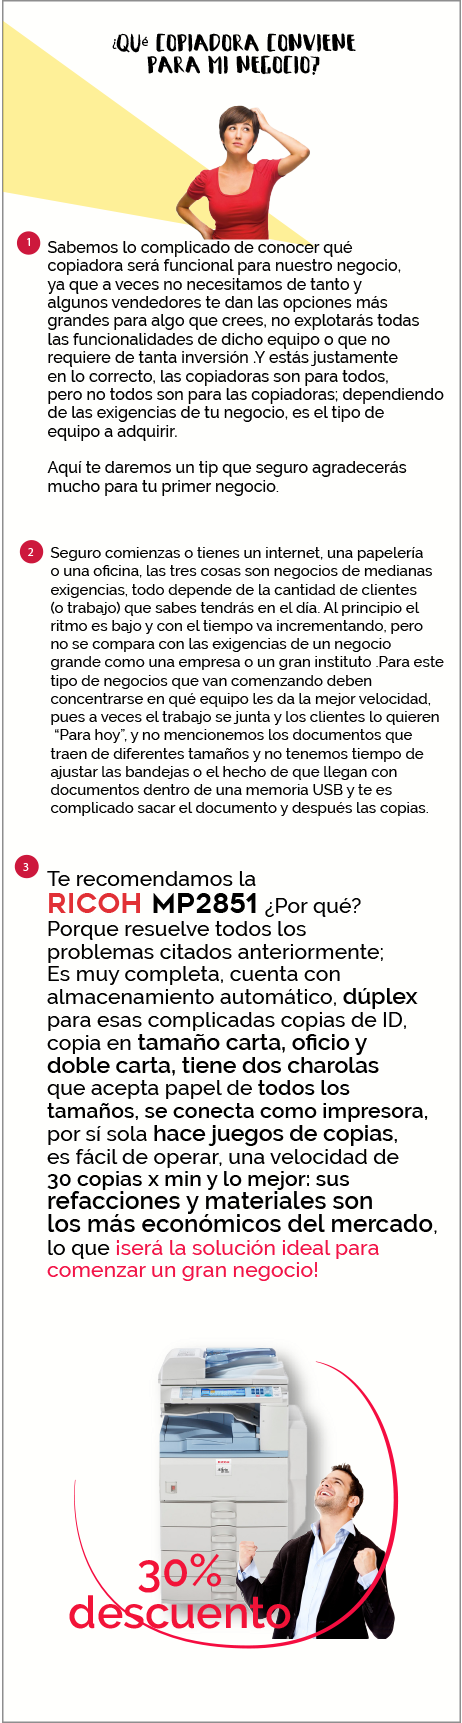 ¿QUé COPIADORA CONVIENE
PARA MI NEGOCIO?
1
Sabemos lo complicado de conocer qué
copiadora será funcional para nuestro negocio,
ya que a veces no necesitamos de tanto y
algunos vendedores te dan las opciones más
grandes para algo que crees, no explotarás todas
las funcionalidades de dicho equipo o que no
requiere de tanta inversión .Y estás justamente
en lo correcto, las copiadoras son para todos,
pero no todos son para las copiadoras; dependiendo
de las exigencias de tu negocio, es el tipo de
equipo a adquirir.
Aquí te daremos un tip que seguro agradecerás
mucho para tu primer negocio.
2
Seguro comienzas o tienes un internet, una papelería
o una oficina, las tres cosas son negocios de medianas
exigencias, todo depende de la cantidad de clientes
(o trabajo) que sabes tendrás en el día. Al principio el
ritmo es bajo y con el tiempo va incrementando, pero
no se compara con las exigencias de un negocio
grande como una empresa o un gran instituto .Para este
tipo de negocios que van comenzando deben
concentrarse en qué equipo les da la mejor velocidad,
pues a veces el trabajo se junta y los clientes lo quieren
“Para hoy”, y no mencionemos los documentos que
traen de diferentes tamaños y no tenemos tiempo de
ajustar las bandejas o el hecho de que llegan con
documentos dentro de una memoria USB y te es
complicado sacar el documento y después las copias.
3
Te recomendamos la
RICOH MP2851 ¿Por qué?
Porque resuelve todos los
problemas citados anteriormente;
Es muy completa, cuenta con
almacenamiento automático, dúplex
para esas complicadas copias de ID,
copia en tamaño carta, oficio y
doble carta, tiene dos charolas
que acepta papel de todos los
tamaños, se conecta como impresora,
por sí sola hace juegos de copias,
es fácil de operar, una velocidad de
30 copias x min y lo mejor: sus
refacciones y materiales son
los más económicos del mercado,
lo que ¡será la solución ideal para
comenzar un gran negocio!
30%
descuento